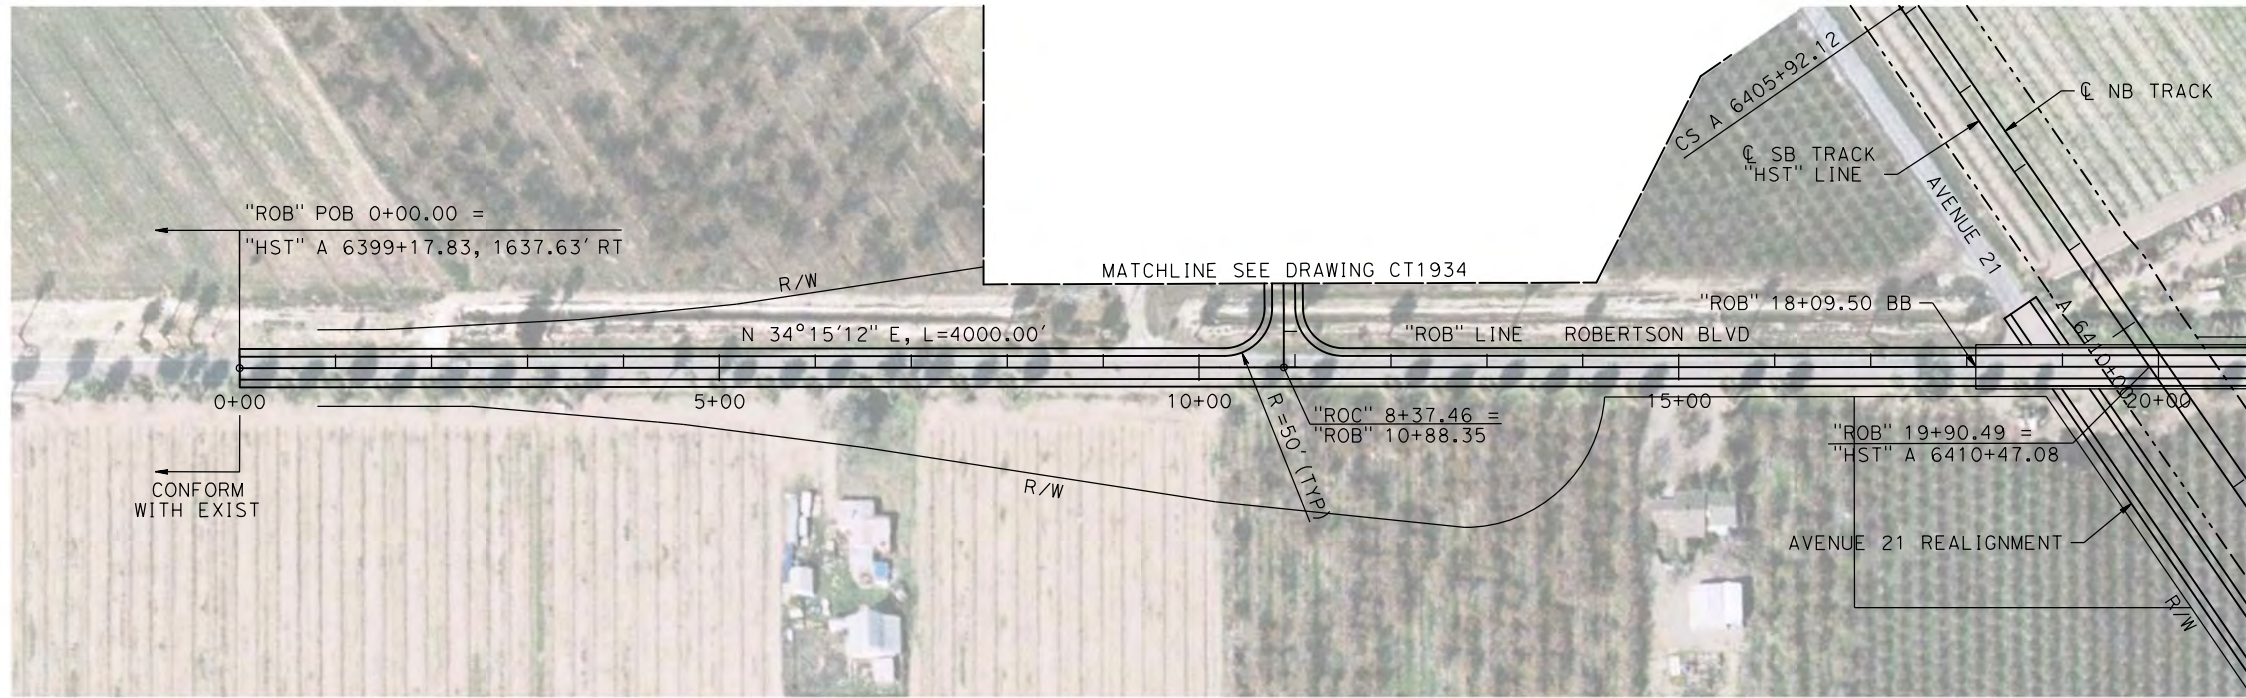 CS A 6405+92.12
℄ NB TRACK
℄ SB TRACK
"HST" LINE
AVENUE 21
"ROB" POB 0+00.00 =
"HST" A 6399+17.83, 1637.63' RT
R/W
MATCHLINE SEE DRAWING CT1934
"ROB" 18+09.50 BB
A 6410+00
N 34°15'12" E, L=4000.00'
"ROB" LINE ROBERTSON BLVD
0+00
5+00
10+00
15+00
20+00
R =50' (TYP)
"ROC" 8+37.46 =
"ROB" 10+88.35
"ROB" 19+90.49 =
"HST" A 6410+47.08
CONFORM
WITH EXIST
R/W
AVENUE 21 REALIGNMENT
R/W